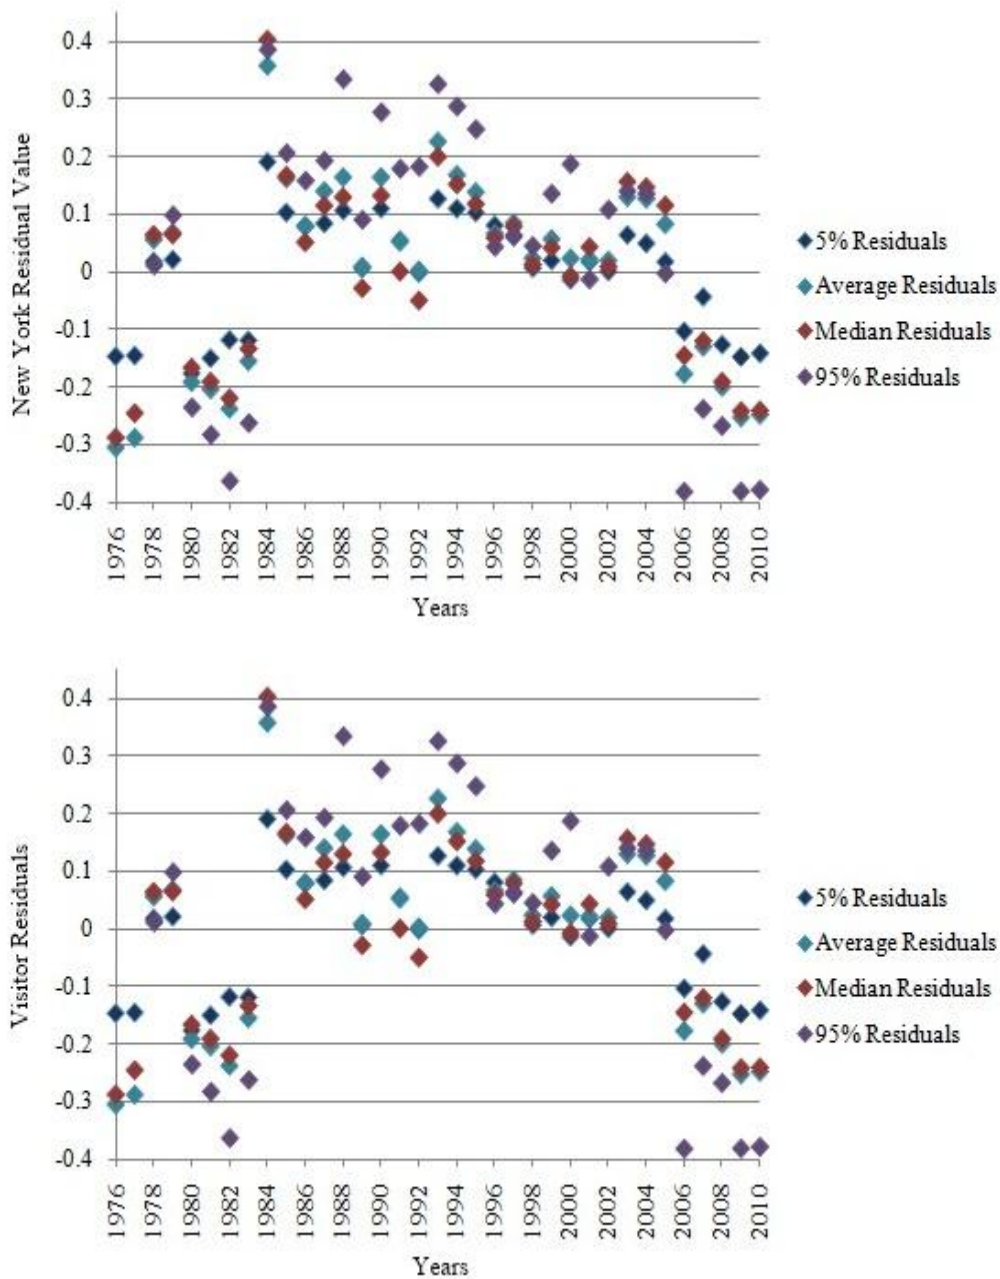 New York Residual Value
0.4
0.3
0.2
0.1
0
-0.1
-0.2
-0.3
-0.4
1976 1978 1980 1982 1984 1986 1988 1990 1992 1994 1996 1998 2000 2002 2004 2006 2008 2010
Years
5% Residuals
Average Residuals
Median Residuals
95% Residuals
Visitor Residuals
0.4
0.3
0.2
0.1
0
-0.1
-0.2
-0.3
-0.4
1976 1978 1980 1982 1984 1986 1988 1990 1992 1994 1996 1998 2000 2002 2004 2006 2008 2010
Years
5% Residuals
Average Residuals
Median Residuals
95% Residuals